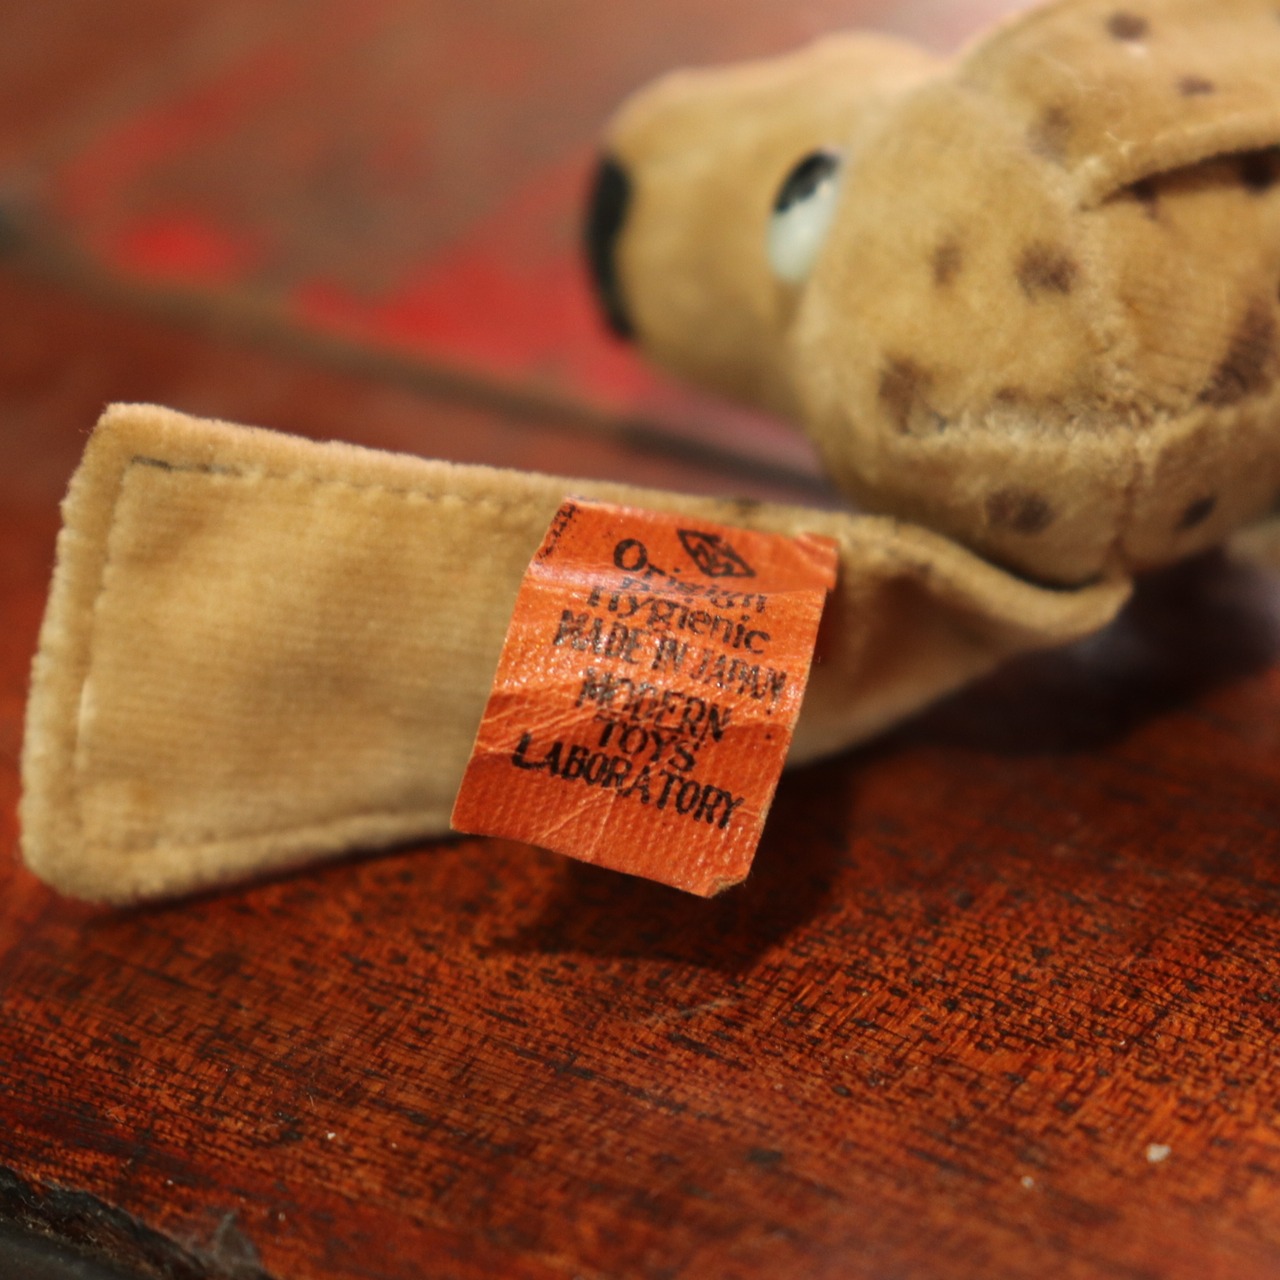 Hygienic
MADE IN JAPAN
MODERN
TOYS
LABORATORY